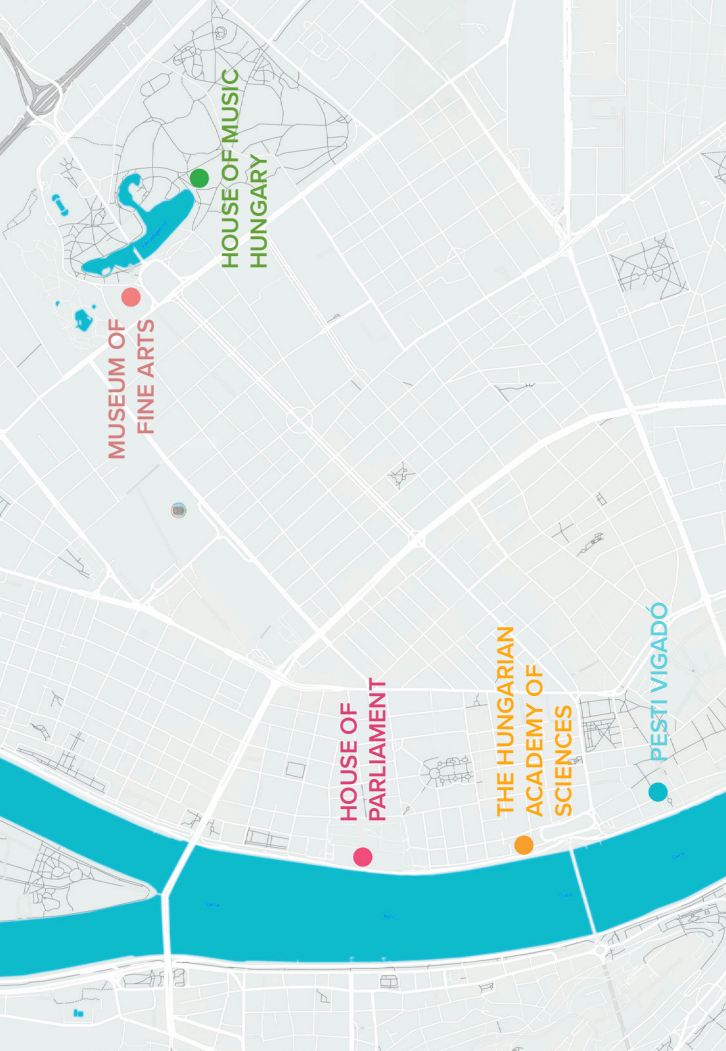 HOUSE OF MUSIC
HUNGARY
MUSEUM OF
FINE ARTS
HOUSE OF
PARLIAMENT
THE HUNGARIAN
ACADEMY OF
SCIENCES
PESTI VIGADÓ